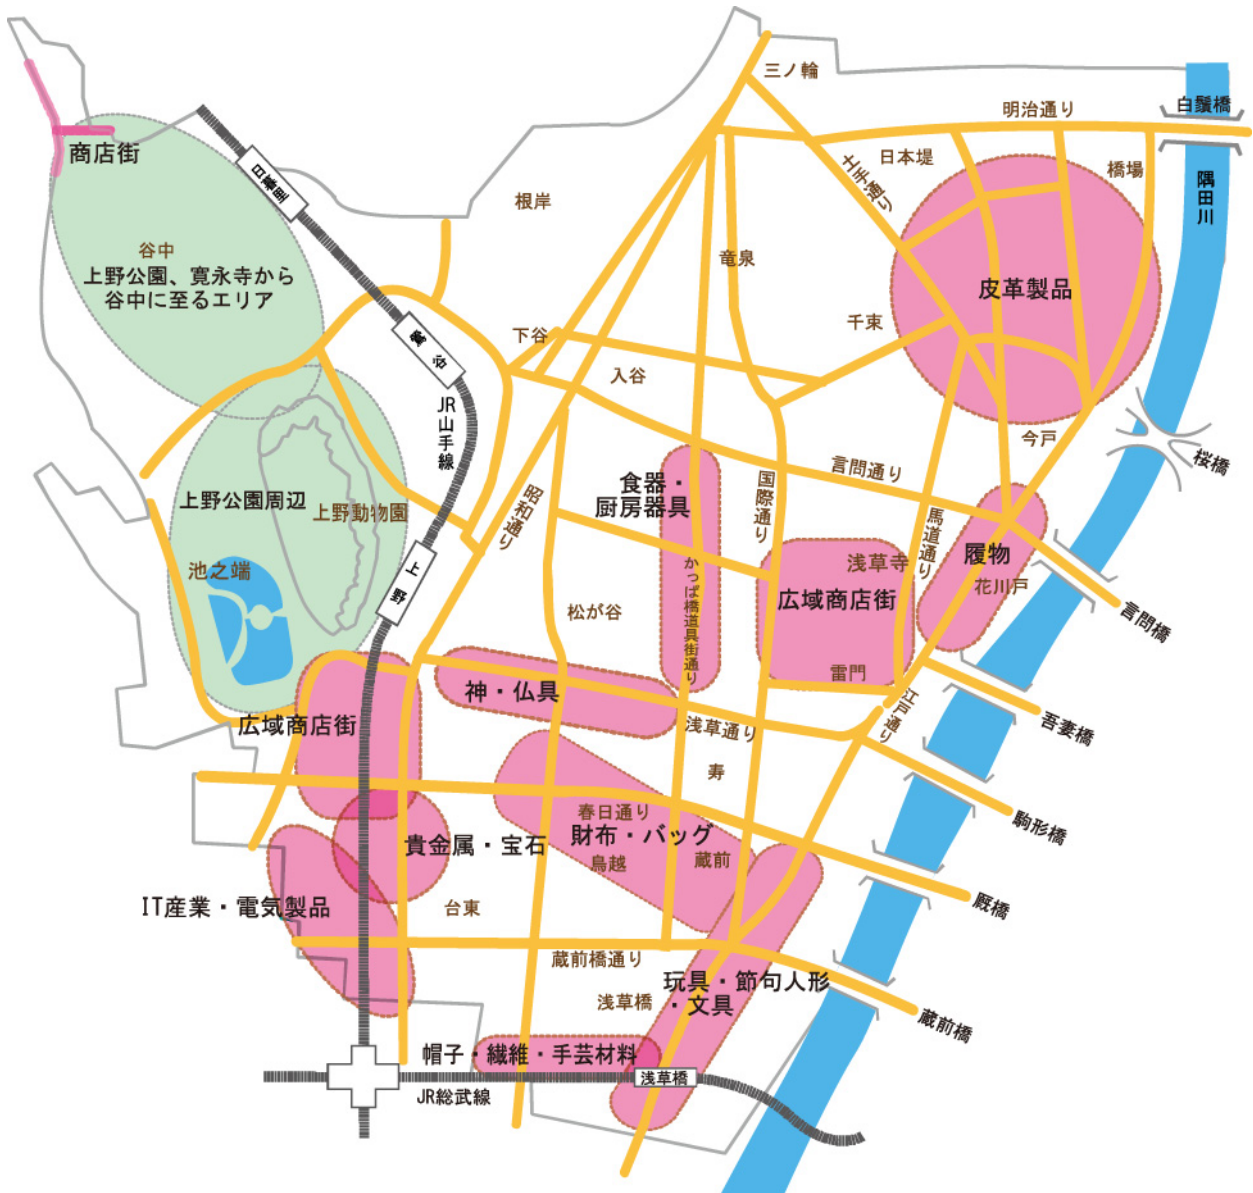 三ノ輪
明治通り
白鬚橋
商店街
日暮里
日本堤
土手通り
橋場
隅田川
根岸
谷中
上野公園、寛永寺から
谷中に至るエリア
竜泉
皮革製品
千束
鶯谷
下谷
入谷
JR山手線
今戸
桜橋
言問通り
食器・
厨房器具
国際通り
昭和通り
上野公園周辺
上野動物園
馬道通り
履物
浅草寺
花川戸
池之端
上野
かっぱ橋道具街通り
広域商店街
松が谷
言問橋
雷門
神・仏具
江戸通り
吾妻橋
広域商店街
浅草通り
寿
駒形橋
春日通り
財布・バッグ
貴金属・宝石
鳥越
蔵前
厩橋
IT産業・電気製品
台東
蔵前橋通り
玩具・節句人形
・文具
浅草橋
蔵前橋
帽子・繊維・手芸材料
浅草橋
JR総武線